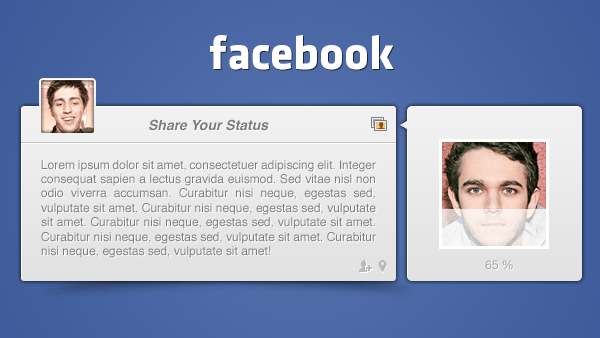 facebook
Share Your Status
Lorem ipsum dolor sit amet, consectetuer adipiscing elit. Integer
consequat sapien a lectus gravida euismod. Sed vitae nisl non
odio viverra accumsan. Curabitur nisi neque, egestas sed,
vulputate sit amet. Curabitur nisi neque, egestas sed, vulputate
sit amet. Curabitur nisi neque, egestas sed, vulputate sit amet.
Curabitur nisi neque, egestas sed, vulputate sit amet. Curabitur
nisi neque, egestas sed, vulputate sit amet!
65 %